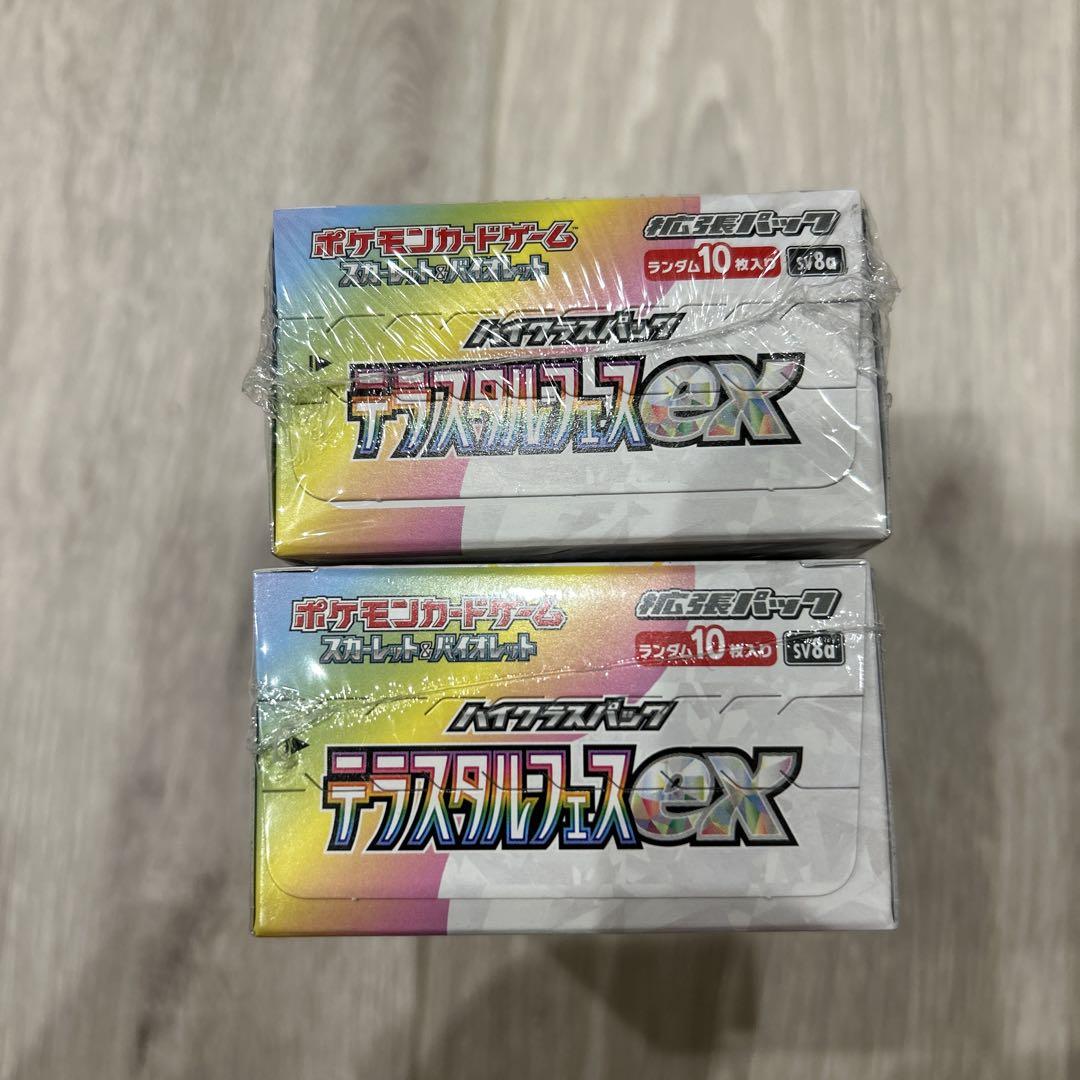 ポケモンカードゲーム™
スカーレット&バイオレット
拡張パック
ランダム10枚入り
SV8a
ハイクラスパック
テラスタルフェスex
ポケモンカードゲーム
スカーレット&バイオレット
拡張パック
ランダム10枚入り
SV8a
ハイクラスパック
テラスタルフェスex